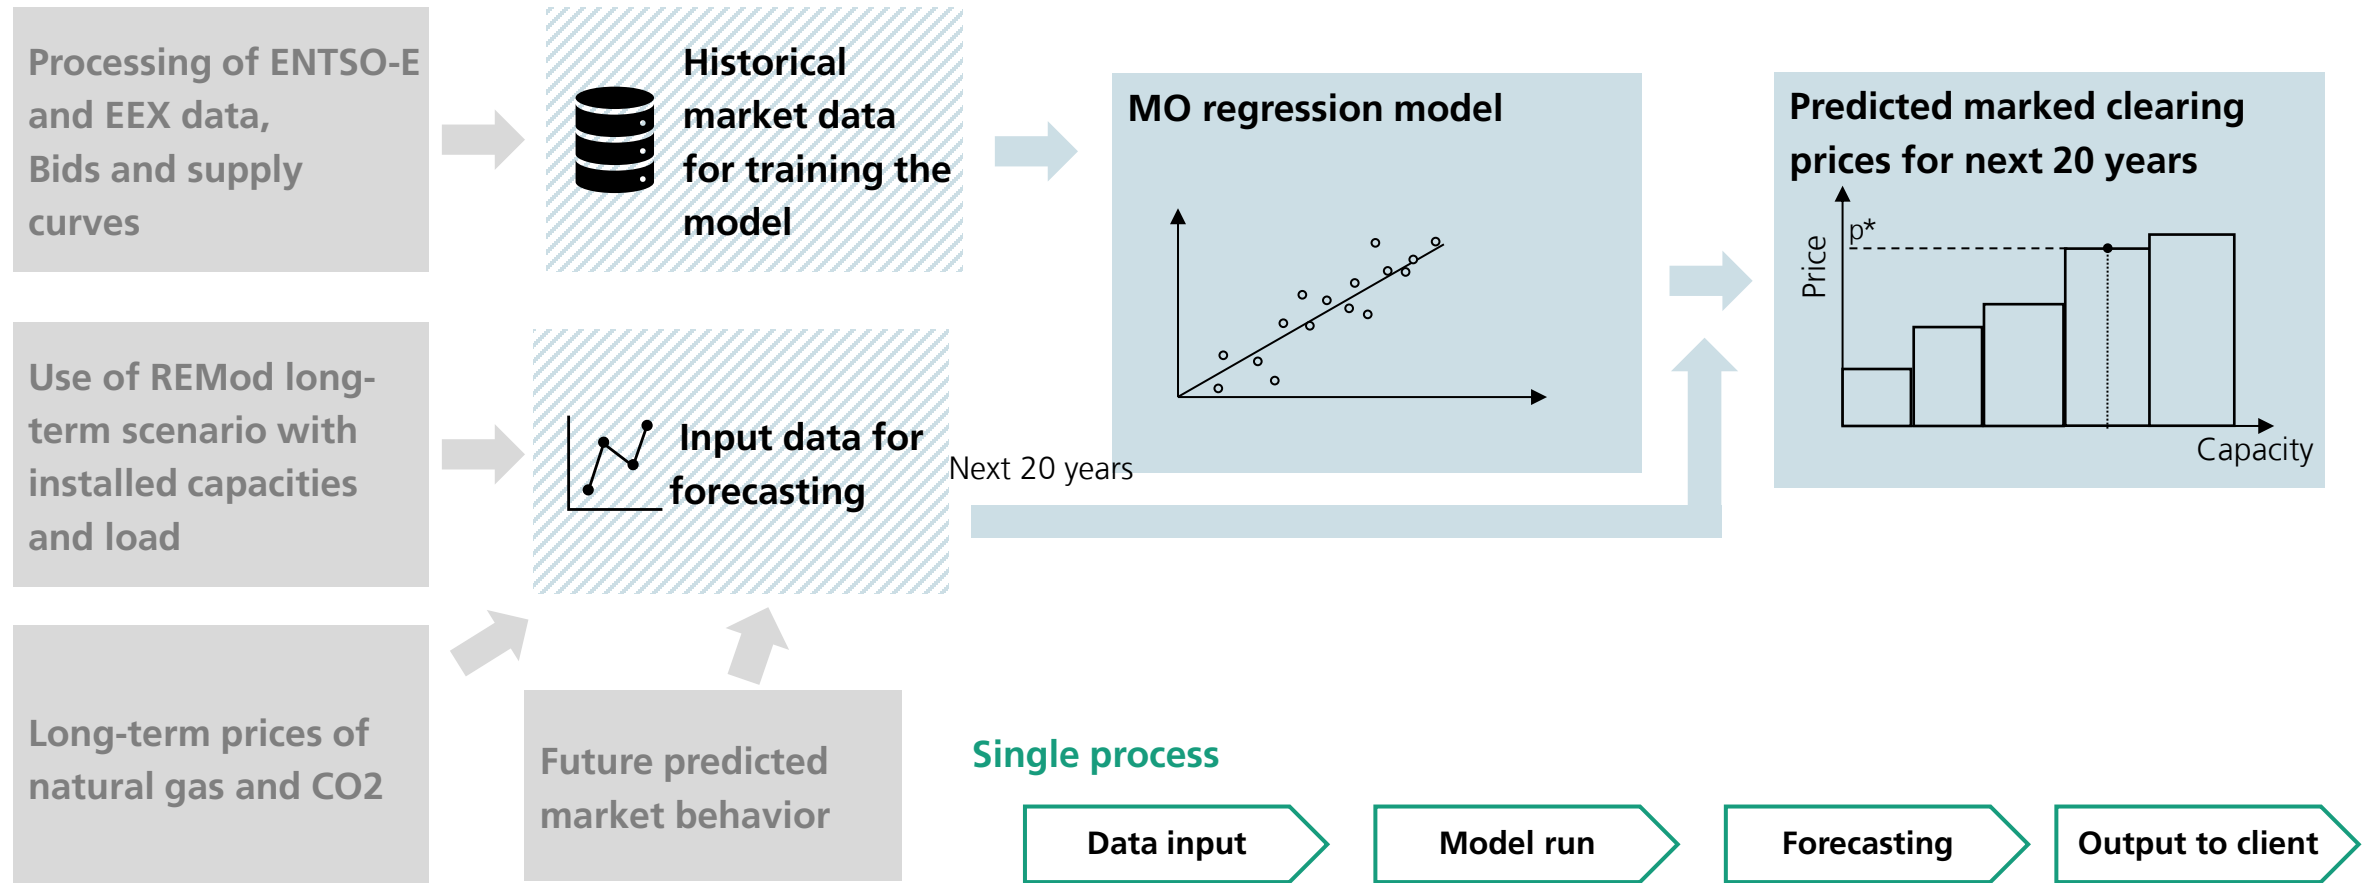 Processing of ENTSO-E
and EEX data,
Bids and supply
curves
Historical
market data
for training the
model
MO regression model
Predicted marked clearing
prices for next 20 years
p*
Price
Capacity
Use of REMod long-
term scenario with
installed capacities
and load
Input data for
forecasting
Next 20 years
Long-term prices of
natural gas and CO2
Future predicted
market behavior
Single process
Data input
Model run
Forecasting
Output to client